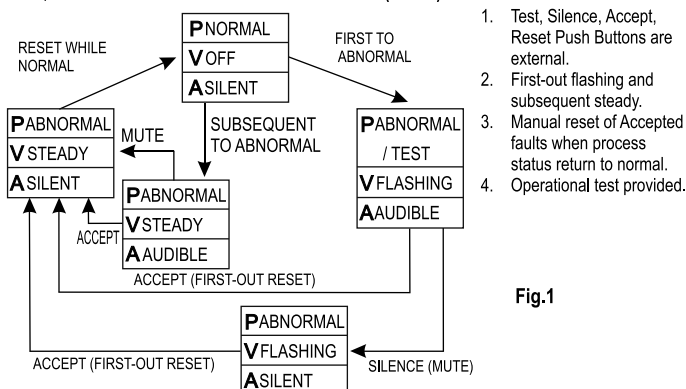 PNORMAL
VOFF
ASILENT
RESET WHILE
NORMAL
FIRST TO
ABNORMAL
PABNORMAL
VSTEADY
ASILENT
MUTE
SUBSEQUENT
TO ABNORMAL
PABNORMAL
/ TEST
VFLASHING
AAUDIBLE
PABNORMAL
VSTEADY
AAUDIBLE
ACCEPT
ACCEPT (FIRST-OUT RESET)
PABNORMAL
VFLASHING
ASILENT
ACCEPT (FIRST-OUT RESET)
SILENCE (MUTE)
1. Test, Silence, Accept,
Reset Push Buttons are
external.
2. First-out flashing and
subsequent steady.
3. Manual reset of Accepted
faults when process
status return to normal.
4. Operational test provided.
Fig.1